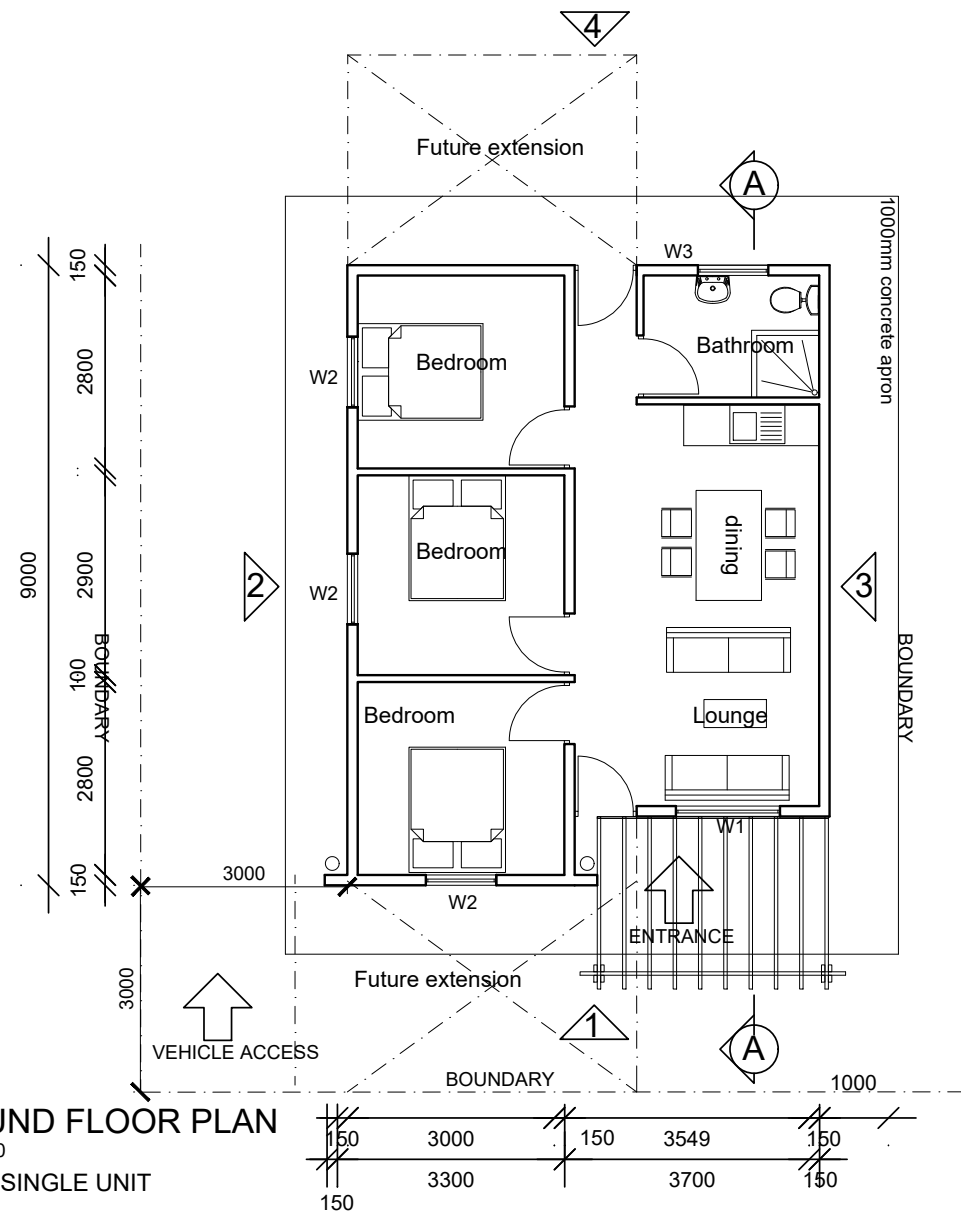 4
Future extension
A
1000mm concrete apron
W3
150
Bathroom
Bedroom
2800
W2
dining
Bedroom
2
3
9000
2900
W2
BOUNDARY
BOUNDARY
100
Bedroom
Lounge
2800
W1
3000
150
W2
ENTRANCE
Future extension
3000
1
A
VEHICLE ACCESS
BOUNDARY
1000
UND FLOOR PLAN
0
SINGLE UNIT
150
3000
150
3549
150
3300
3700
150
150